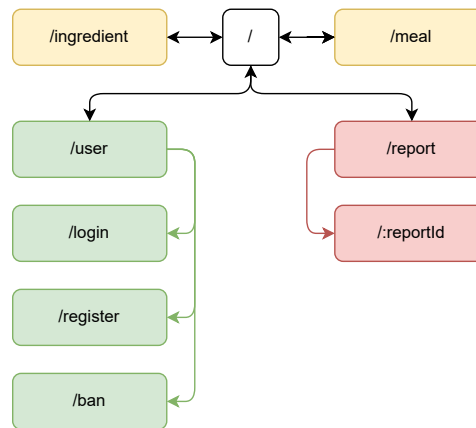 /ingredient
/
/meal
/user
/report
/login
/:reportId
/register
/ban